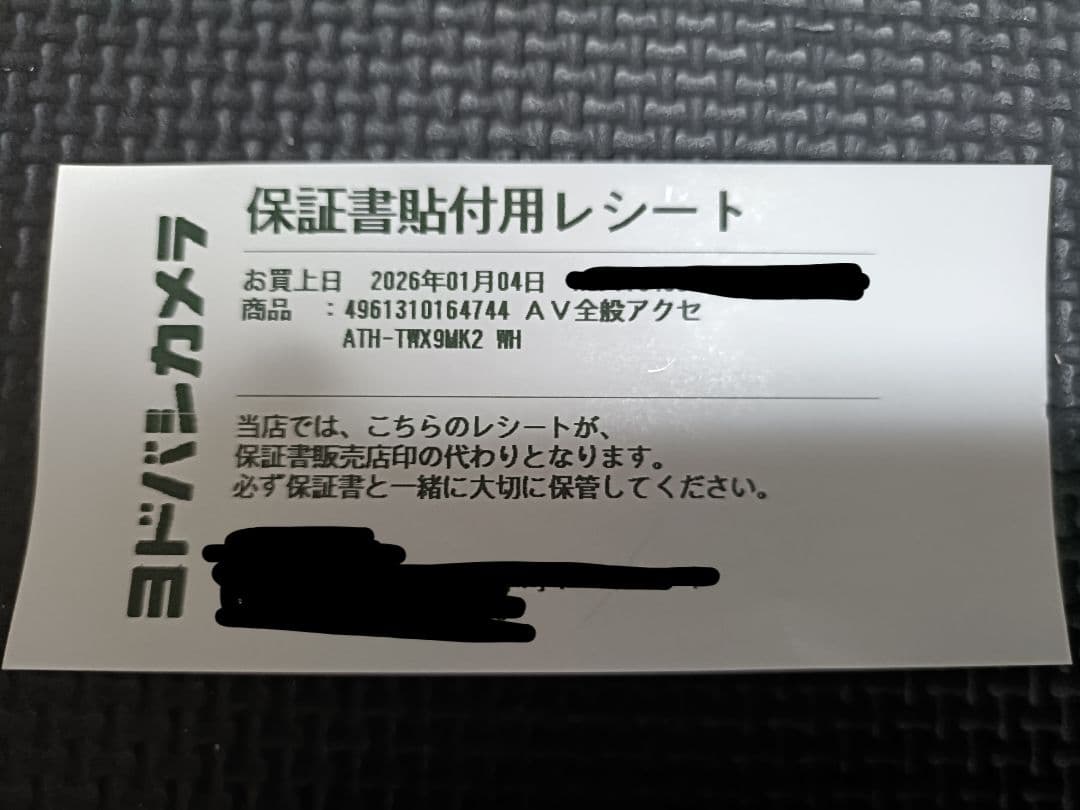 ヨドバシカメラ
保証書貼付用レシート
お買上日 2026年01月04日
商品 :4961310164744 AV全般アクセ
ATH-TWX9MK2 WH
当店では、こちらのレシートが、
保証書販売店印の代わりとなります。
必ず保証書と一緒に大切に保管してください。